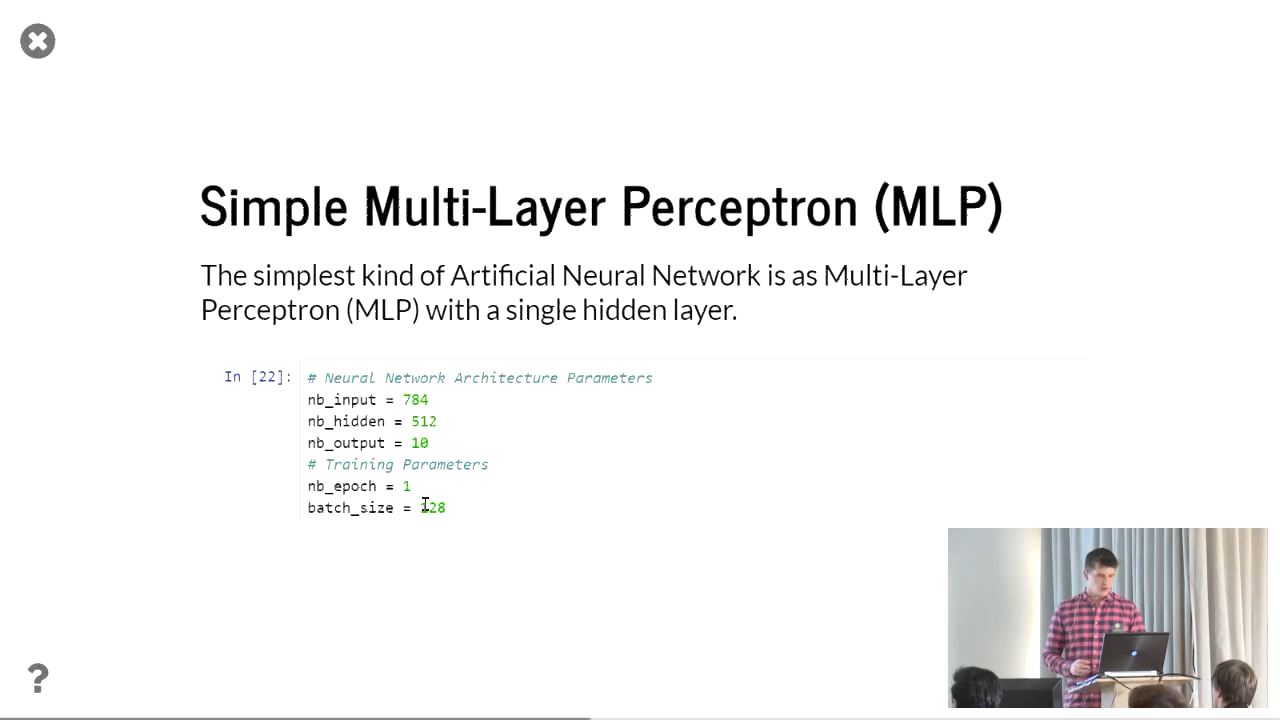 Simple Multi-Layer Perceptron (MLP)
The simplest kind of Artificial Neural Network is as Multi-Layer
Perceptron (MLP) with a single hidden layer.
In [22]:
# Neural Network Architecture Parameters
nb_input = 784
nb_hidden = 512
nb_output = 10
# Training Parameters
nb_epoch = 1
batch_size = 128
?